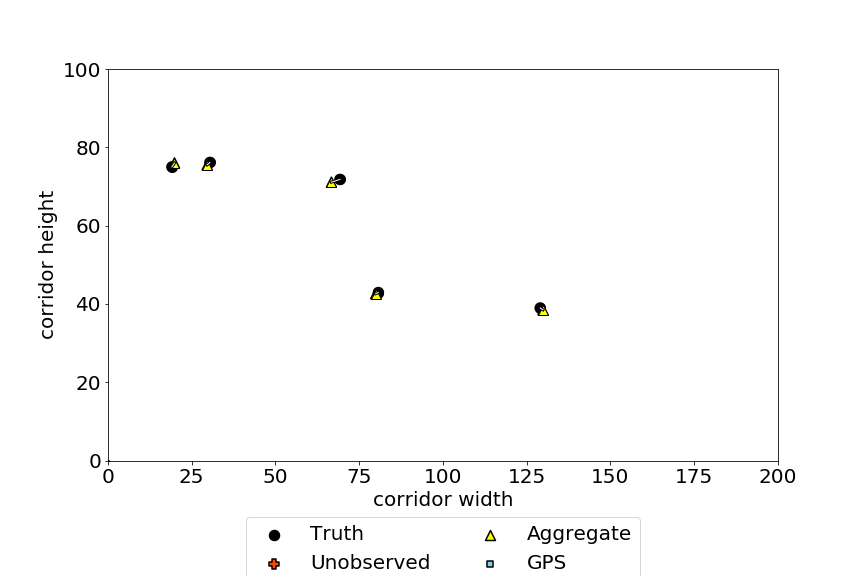 100
80
60
40
20
0
corridor height
0 25 50 75 100 125 150 175 200
corridor width
Truth Aggregate
Unobserved GPS